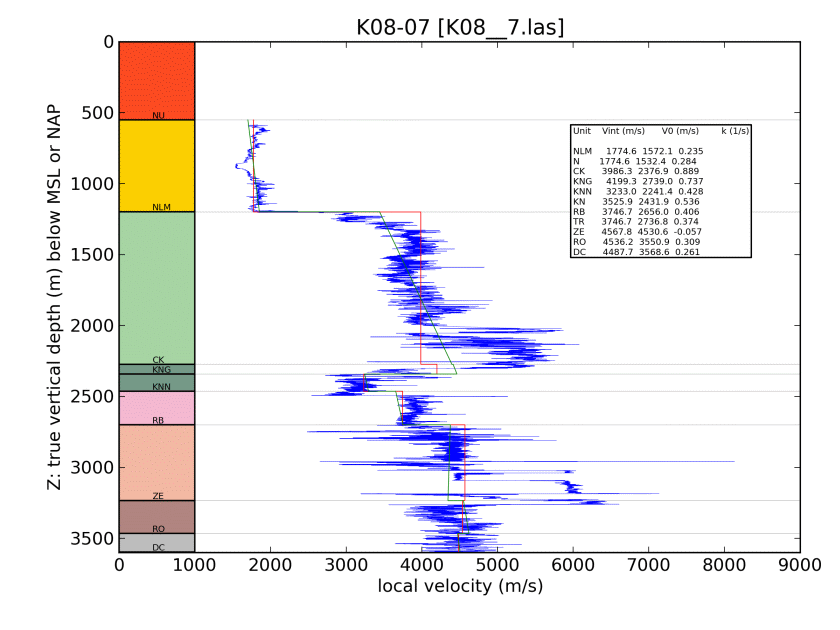 K08-07 [K08__7.las]
Z: true vertical depth (m) below MSL or NAP
0
500
1000
1500
2000
2500
3000
3500
NU
NLM
CK
KNG
KNN
RB
ZE
RO
DC
Unit Vint (m/s) V0 (m/s) k (1/s)
NLM 1774.6 1572.1 0.235
N 1774.6 1532.4 0.284
CK 3986.3 2376.9 0.889
KNG 4199.3 2739.0 0.737
KNN 3233.0 2241.4 0.428
KN 3525.9 2431.9 0.536
RB 3746.7 2656.0 0.406
TR 3746.7 2736.8 0.374
ZE 4567.8 4530.6 -0.057
RO 4536.2 3550.9 0.309
DC 4487.7 3568.6 0.261
0 1000 2000 3000 4000 5000 6000 7000 8000 9000
local velocity (m/s)